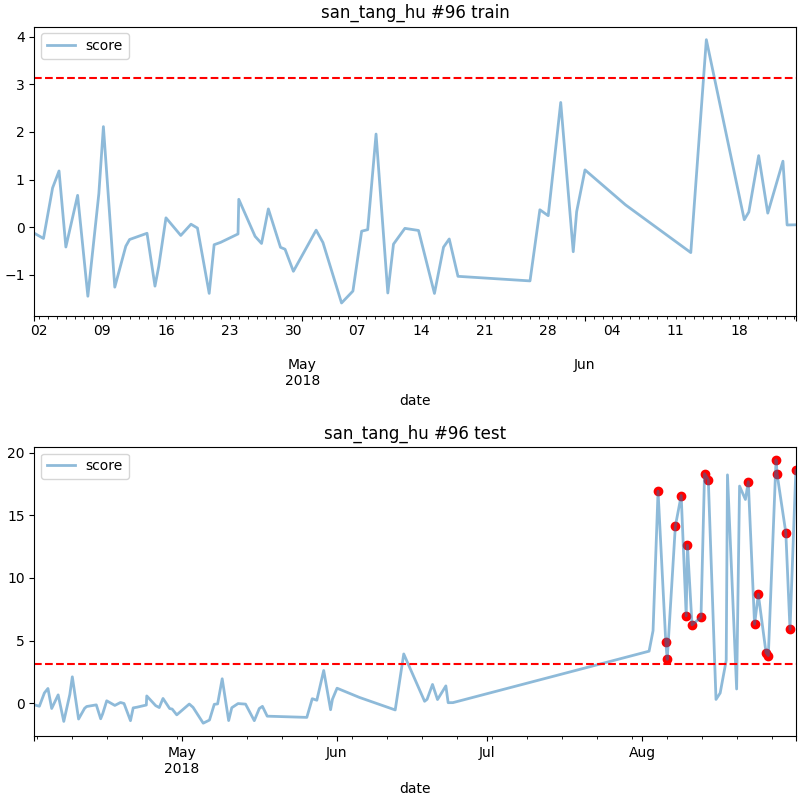 san_tang_hu #96 train
score
4
3
2
1
0
−1
02 09 16 23 30 07 14 21 28 04 11 18
May Jun
2018
date
san_tang_hu #96 test
score
20
15
10
5
0
May Jun Jul Aug
2018
date